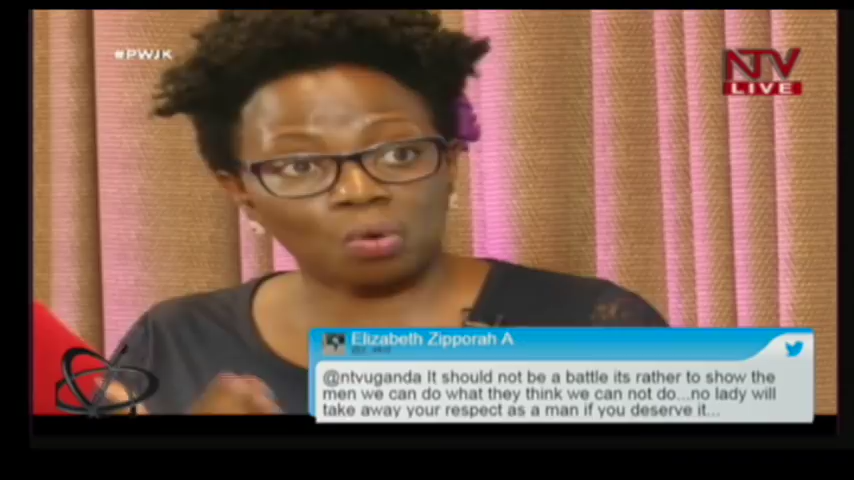 #PWJK
NTV
LIVE
Elizabeth Zipporah A
@ntvuganda It should not be a battle its rather to show the
men we can do what they think we can not do...no lady will
take away your respect as a man if you deserve it...